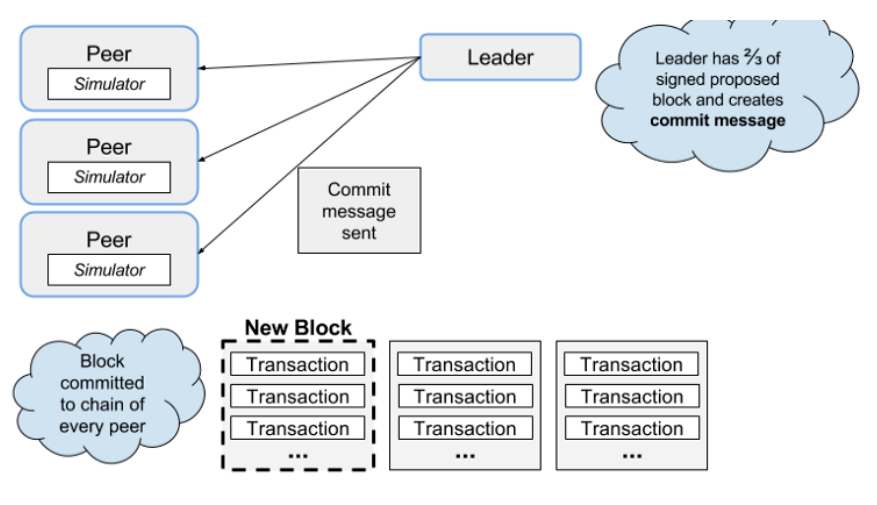 Peer
Simulator
Peer
Simulator
Peer
Simulator
Leader
Leader has ⅔ of
signed proposed
block and creates
commit message
Commit
message
sent
Block
committed
to chain of
every peer
New Block
Transaction
Transaction
Transaction
...
Transaction
Transaction
Transaction
...
Transaction
Transaction
Transaction
...